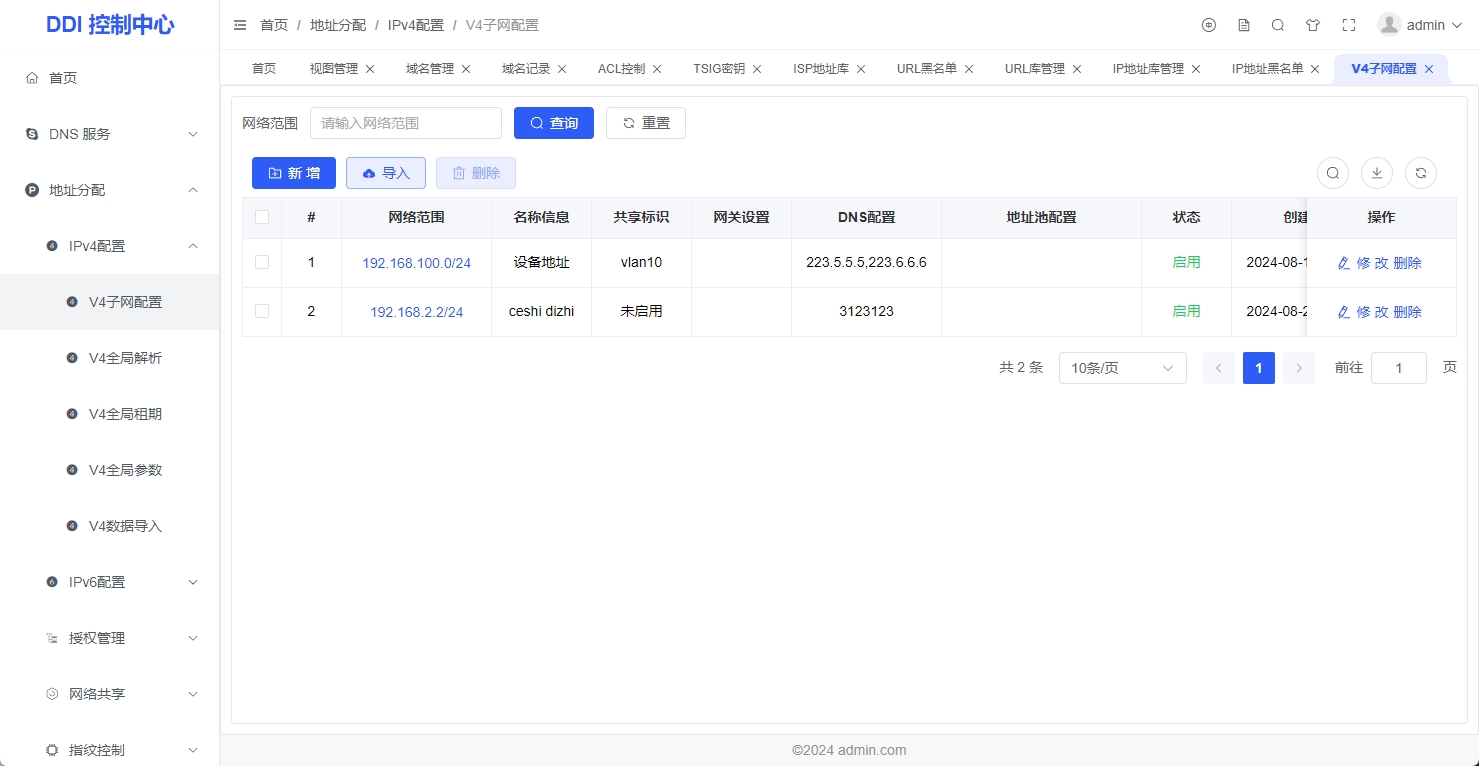 DDI 控制中心
首页 / 地址分配 / IPv4配置 / V4子网配置
admin
首页 视图管理 域名管理 域名记录 ACL控制 TSIG密钥 ISP地址库 URL黑名单 URL库管理 IP地址库管理 IP地址黑名单 V4子网配置
首页
DNS 服务
地址分配
IPv4配置
V4子网配置
V4全局解析
V4全局租期
V4全局参数
V4数据导入
IPv6配置
授权管理
网络共享
指纹控制
网络范围 请输入网络范围 查询 重置
新 增 导入 删除
# 网络范围 名称信息 共享标识 网关设置 DNS配置 地址池配置 状态 创建 操作
1 192.168.100.0/24 设备地址 vlan10 223.5.5.5,223.6.6.6 启用 2024-08-1 修 改 删除
2 192.168.2.2/24 ceshi dizhi 未启用 3123123 启用 2024-08-2 修 改 删除
共 2 条 10条/页 1 前往 1 页
©2024 admin.com